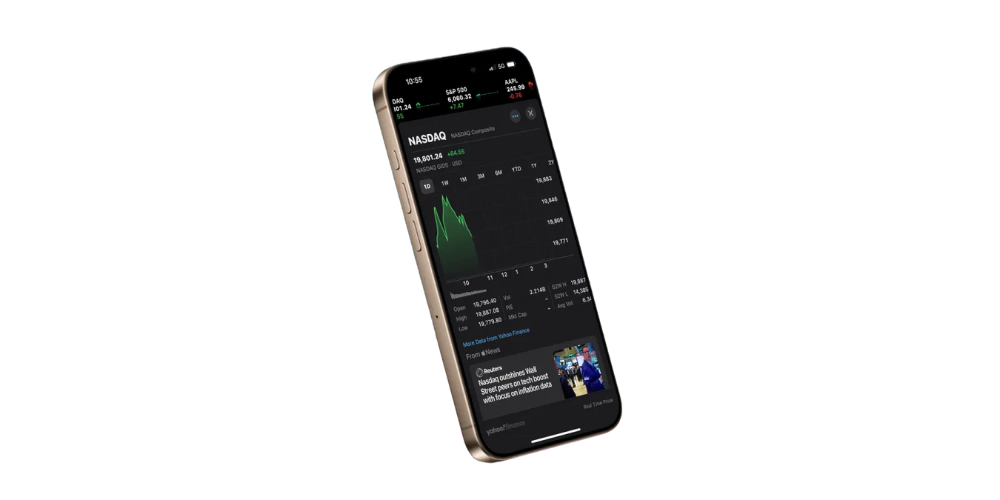 10:55
5G
DAQ
101.24
55
S&P 500
6,060.32
+7.47
AAPL
245.99
-0.76
NASDAQ NASDAQ Composite
19,801.24 +64.55
NASDAQ GIDS · USD
1D 1W 1M 3M 6M YTD 1Y 2Y
19,883
19,846
19,809
19,771
10 11 12 1 2 3
Open 19,796.40
High 19,887.08
Low 19,779.80
Vol 2.214B
P/E –
Mkt Cap –
52W H 19,887
52W L 14,385
Avg Vol 6.34
More Data from Yahoo Finance
From News
Reuters
Nasdaq outshines Wall
Street peers on tech boost
with focus on inflation data
Real Time Price
yahoo!finance